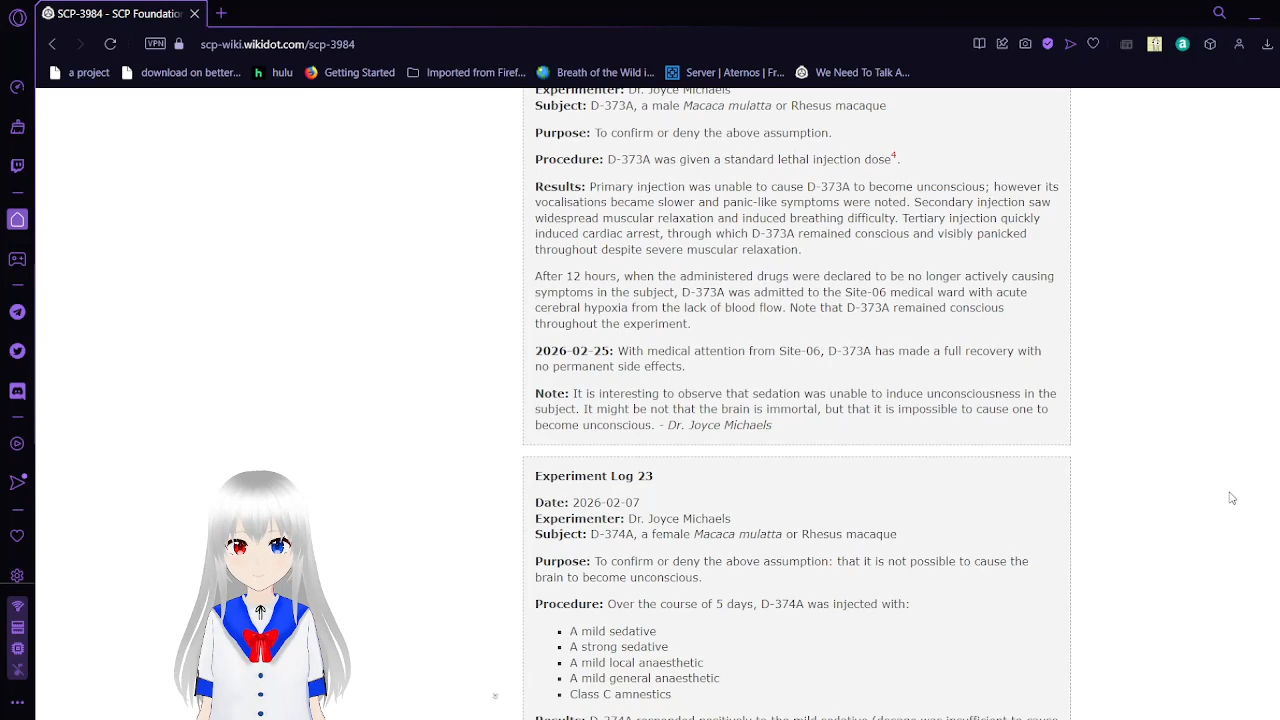 SCP-3984 - SCP Foundation
VPN
scp-wiki.wikidot.com/scp-3984
a project
download on better...
h hulu
Getting Started
Imported from Firef...
Breath of the Wild i...
Server | Aternos | Fr...
We Need To Talk A...
Experimenter: Dr. Joyce Michaels
Subject: D-373A, a male Macaca mulatta or Rhesus macaque
Purpose: To confirm or deny the above assumption.
Procedure: D-373A was given a standard lethal injection dose4.
Results: Primary injection was unable to cause D-373A to become unconscious; however its
vocalisations became slower and panic-like symptoms were noted. Secondary injection saw
widespread muscular relaxation and induced breathing difficulty. Tertiary injection quickly
induced cardiac arrest, through which D-373A remained conscious and visibly panicked
throughout despite severe muscular relaxation.
After 12 hours, when the administered drugs were declared to be no longer actively causing
symptoms in the subject, D-373A was admitted to the Site-06 medical ward with acute
cerebral hypoxia from the lack of blood flow. Note that D-373A remained conscious
throughout the experiment.
2026-02-25: With medical attention from Site-06, D-373A has made a full recovery with
no permanent side effects.
Note: It is interesting to observe that sedation was unable to induce unconsciousness in the
subject. It might be not that the brain is immortal, but that it is impossible to cause one to
become unconscious. - Dr. Joyce Michaels
Experiment Log 23
Date: 2026-02-07
Experimenter: Dr. Joyce Michaels
Subject: D-374A, a female Macaca mulatta or Rhesus macaque
Purpose: To confirm or deny the above assumption: that it is not possible to cause the
brain to become unconscious.
Procedure: Over the course of 5 days, D-374A was injected with:
A mild sedative
A strong sedative
A mild local anaesthetic
A mild general anaesthetic
Class C amnestics
Results: D-374A responded positively to the mild sedative (dosage was insufficient to cause